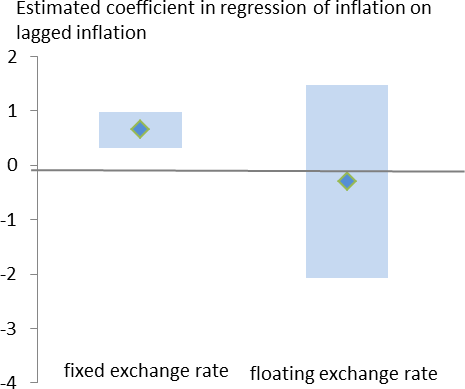 Estimated coefficient in regression of inflation on
lagged inflation
2
1
0
-1
-2
-3
-4
fixed exchange rate
floating exchange rate